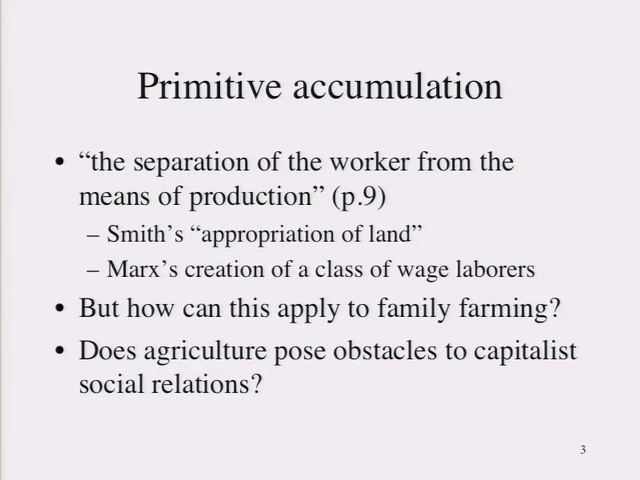 Primitive accumulation
• “the separation of the worker from the
means of production” (p.9)
– Smith’s “appropriation of land”
– Marx’s creation of a class of wage laborers
• But how can this apply to family farming?
• Does agriculture pose obstacles to capitalist
social relations?
3